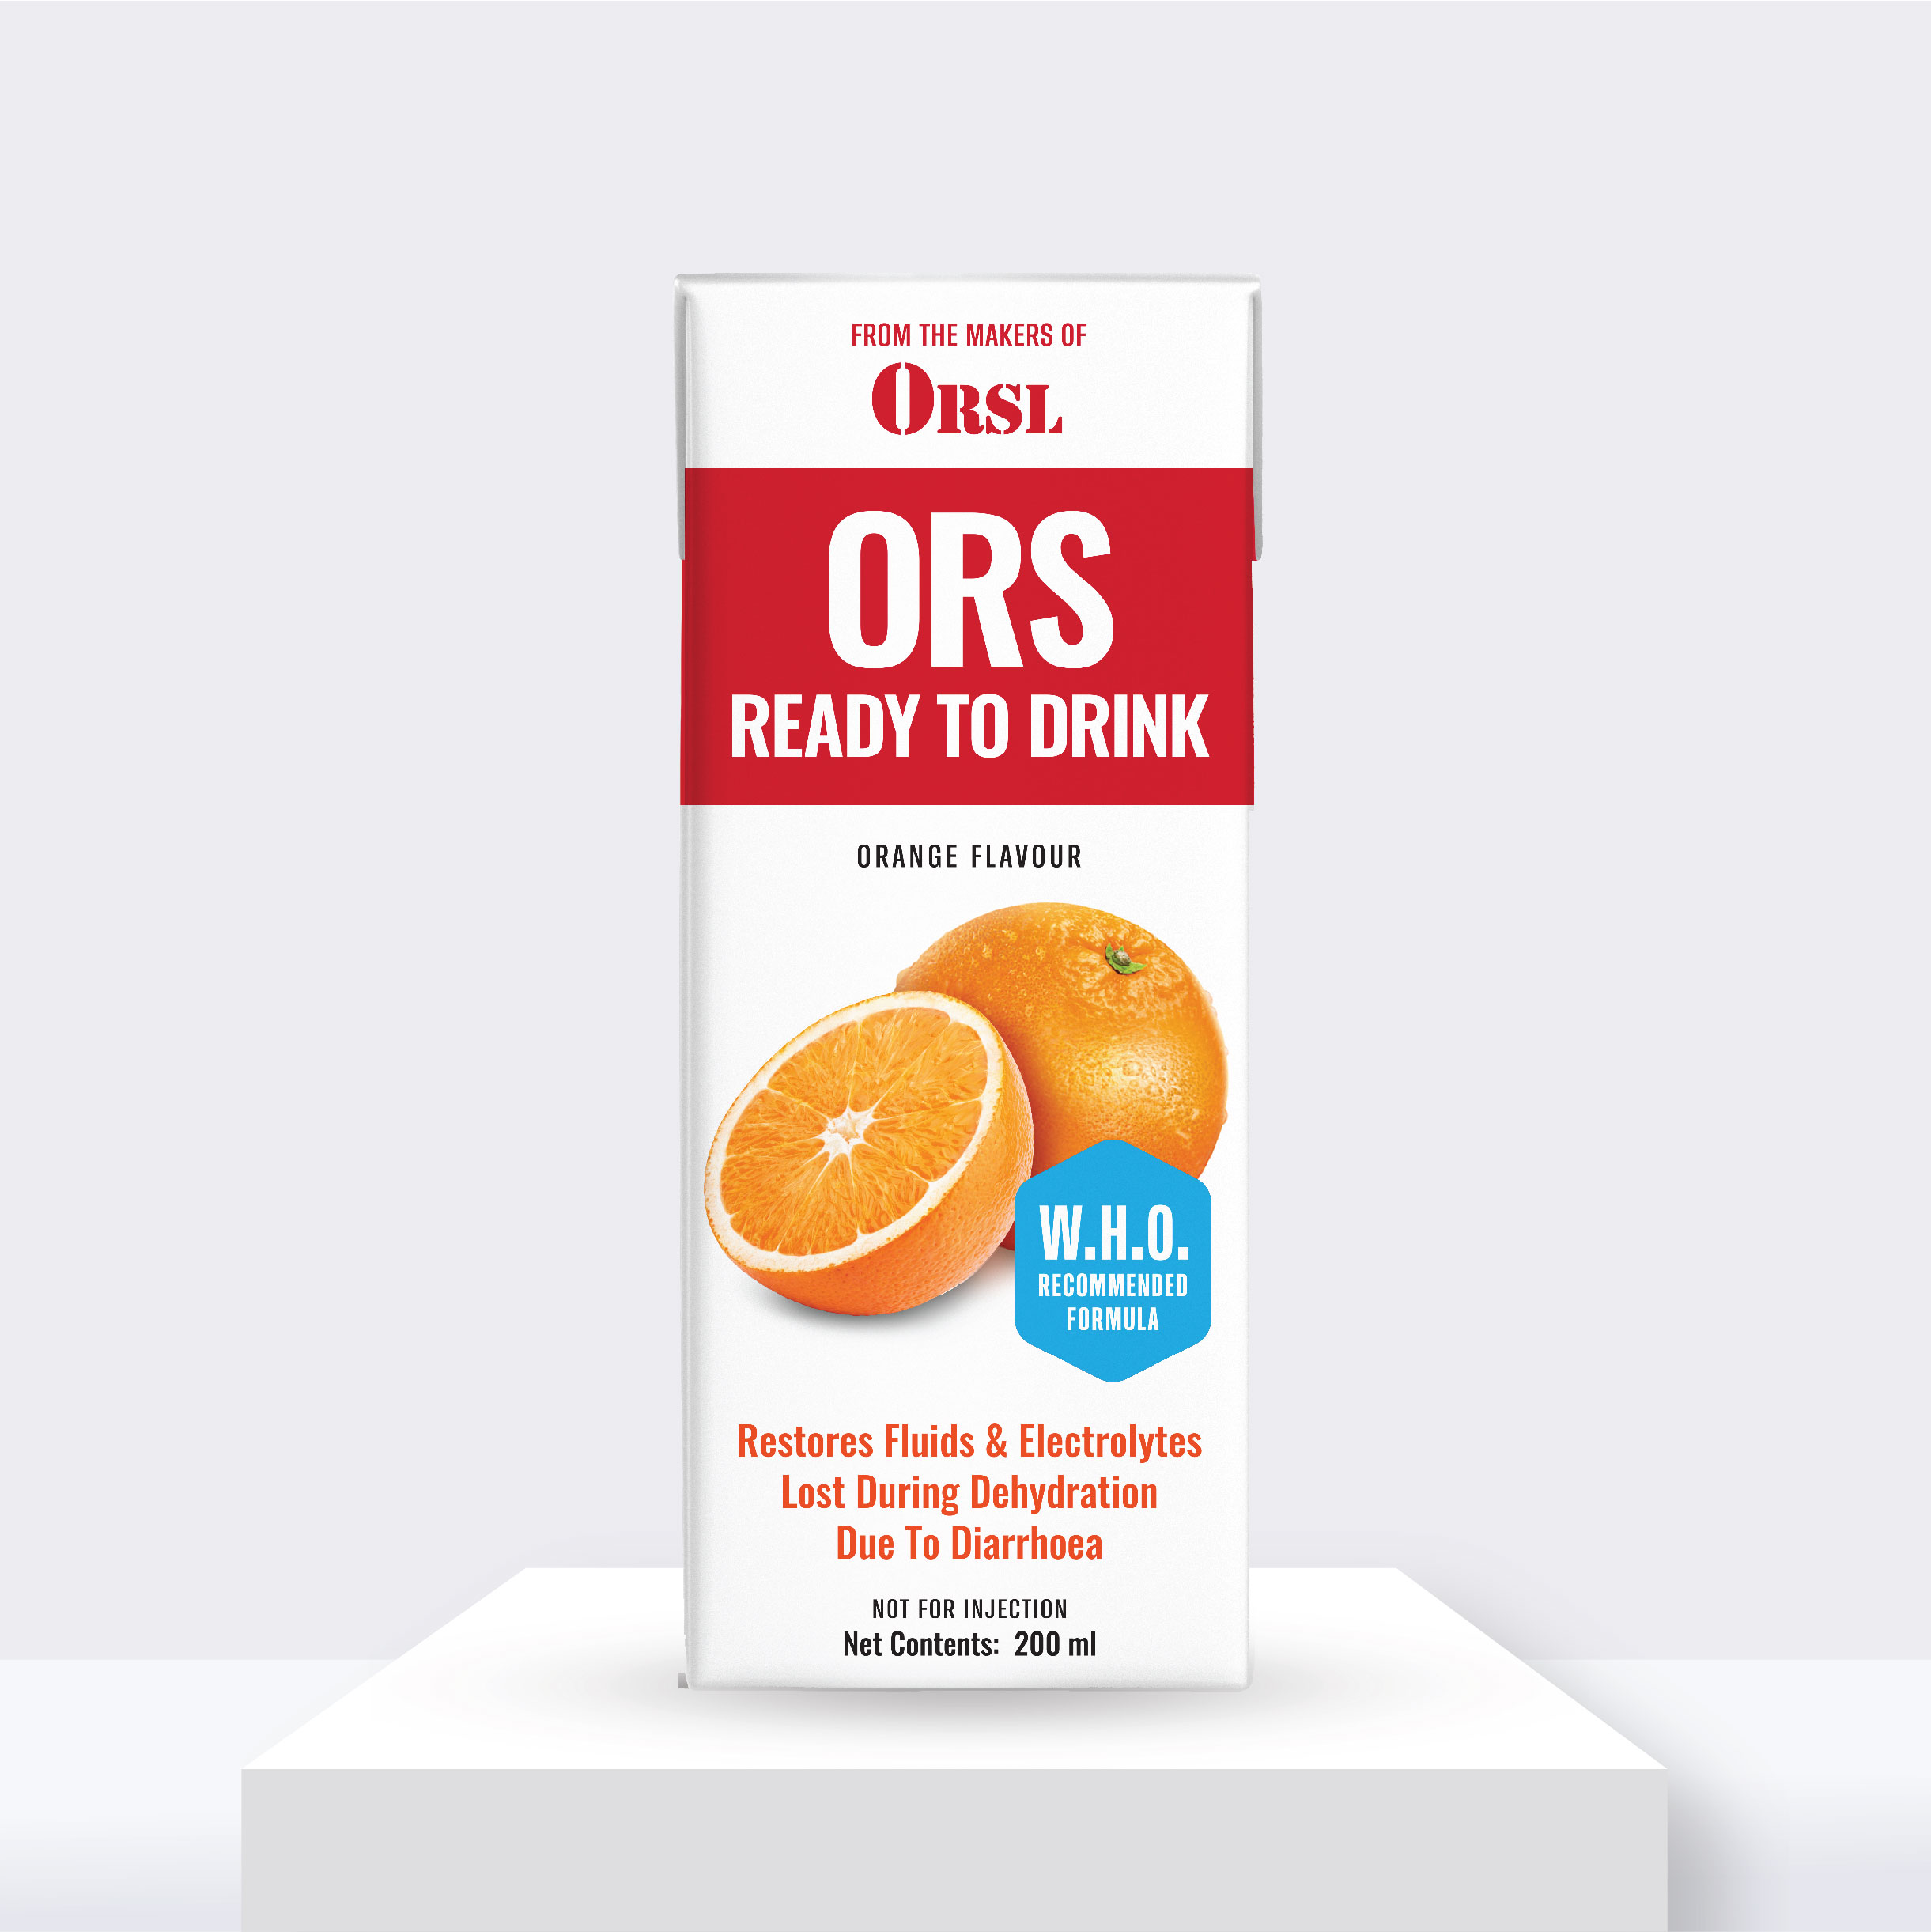 FROM THE MAKERS OF
ORSL
ORS
READY TO DRINK
ORANGE FLAVOUR
W.H.O.
RECOMMENDED
FORMULA
Restores Fluids & Electrolytes
Lost During Dehydration
Due To Diarrhoea
NOT FOR INJECTION
Net Contents: 200 ml